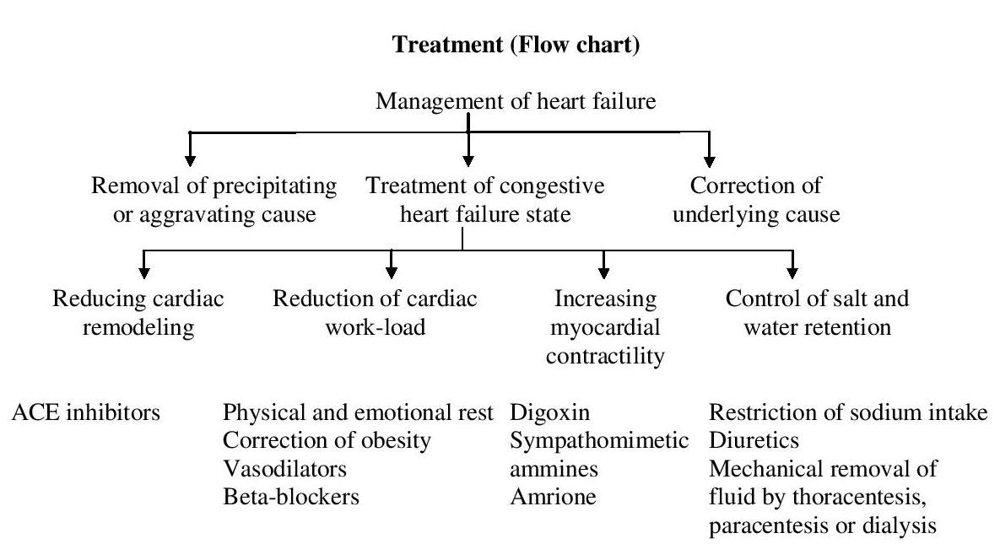 Treatment (Flow chart)
Management of heart failure
Removal of precipitating
or aggravating cause
Treatment of congestive
heart failure state
Correction of
underlying cause
Reducing cardiac
remodeling
Reduction of cardiac
work-load
Increasing
myocardial
contractility
Control of salt and
water retention
ACE inhibitors
Physical and emotional rest
Correction of obesity
Vasodilators
Beta-blockers
Digoxin
Sympathomimetic
ammines
Amrione
Restriction of sodium intake
Diuretics
Mechanical removal of
fluid by thoracentesis,
paracentesis or dialysis